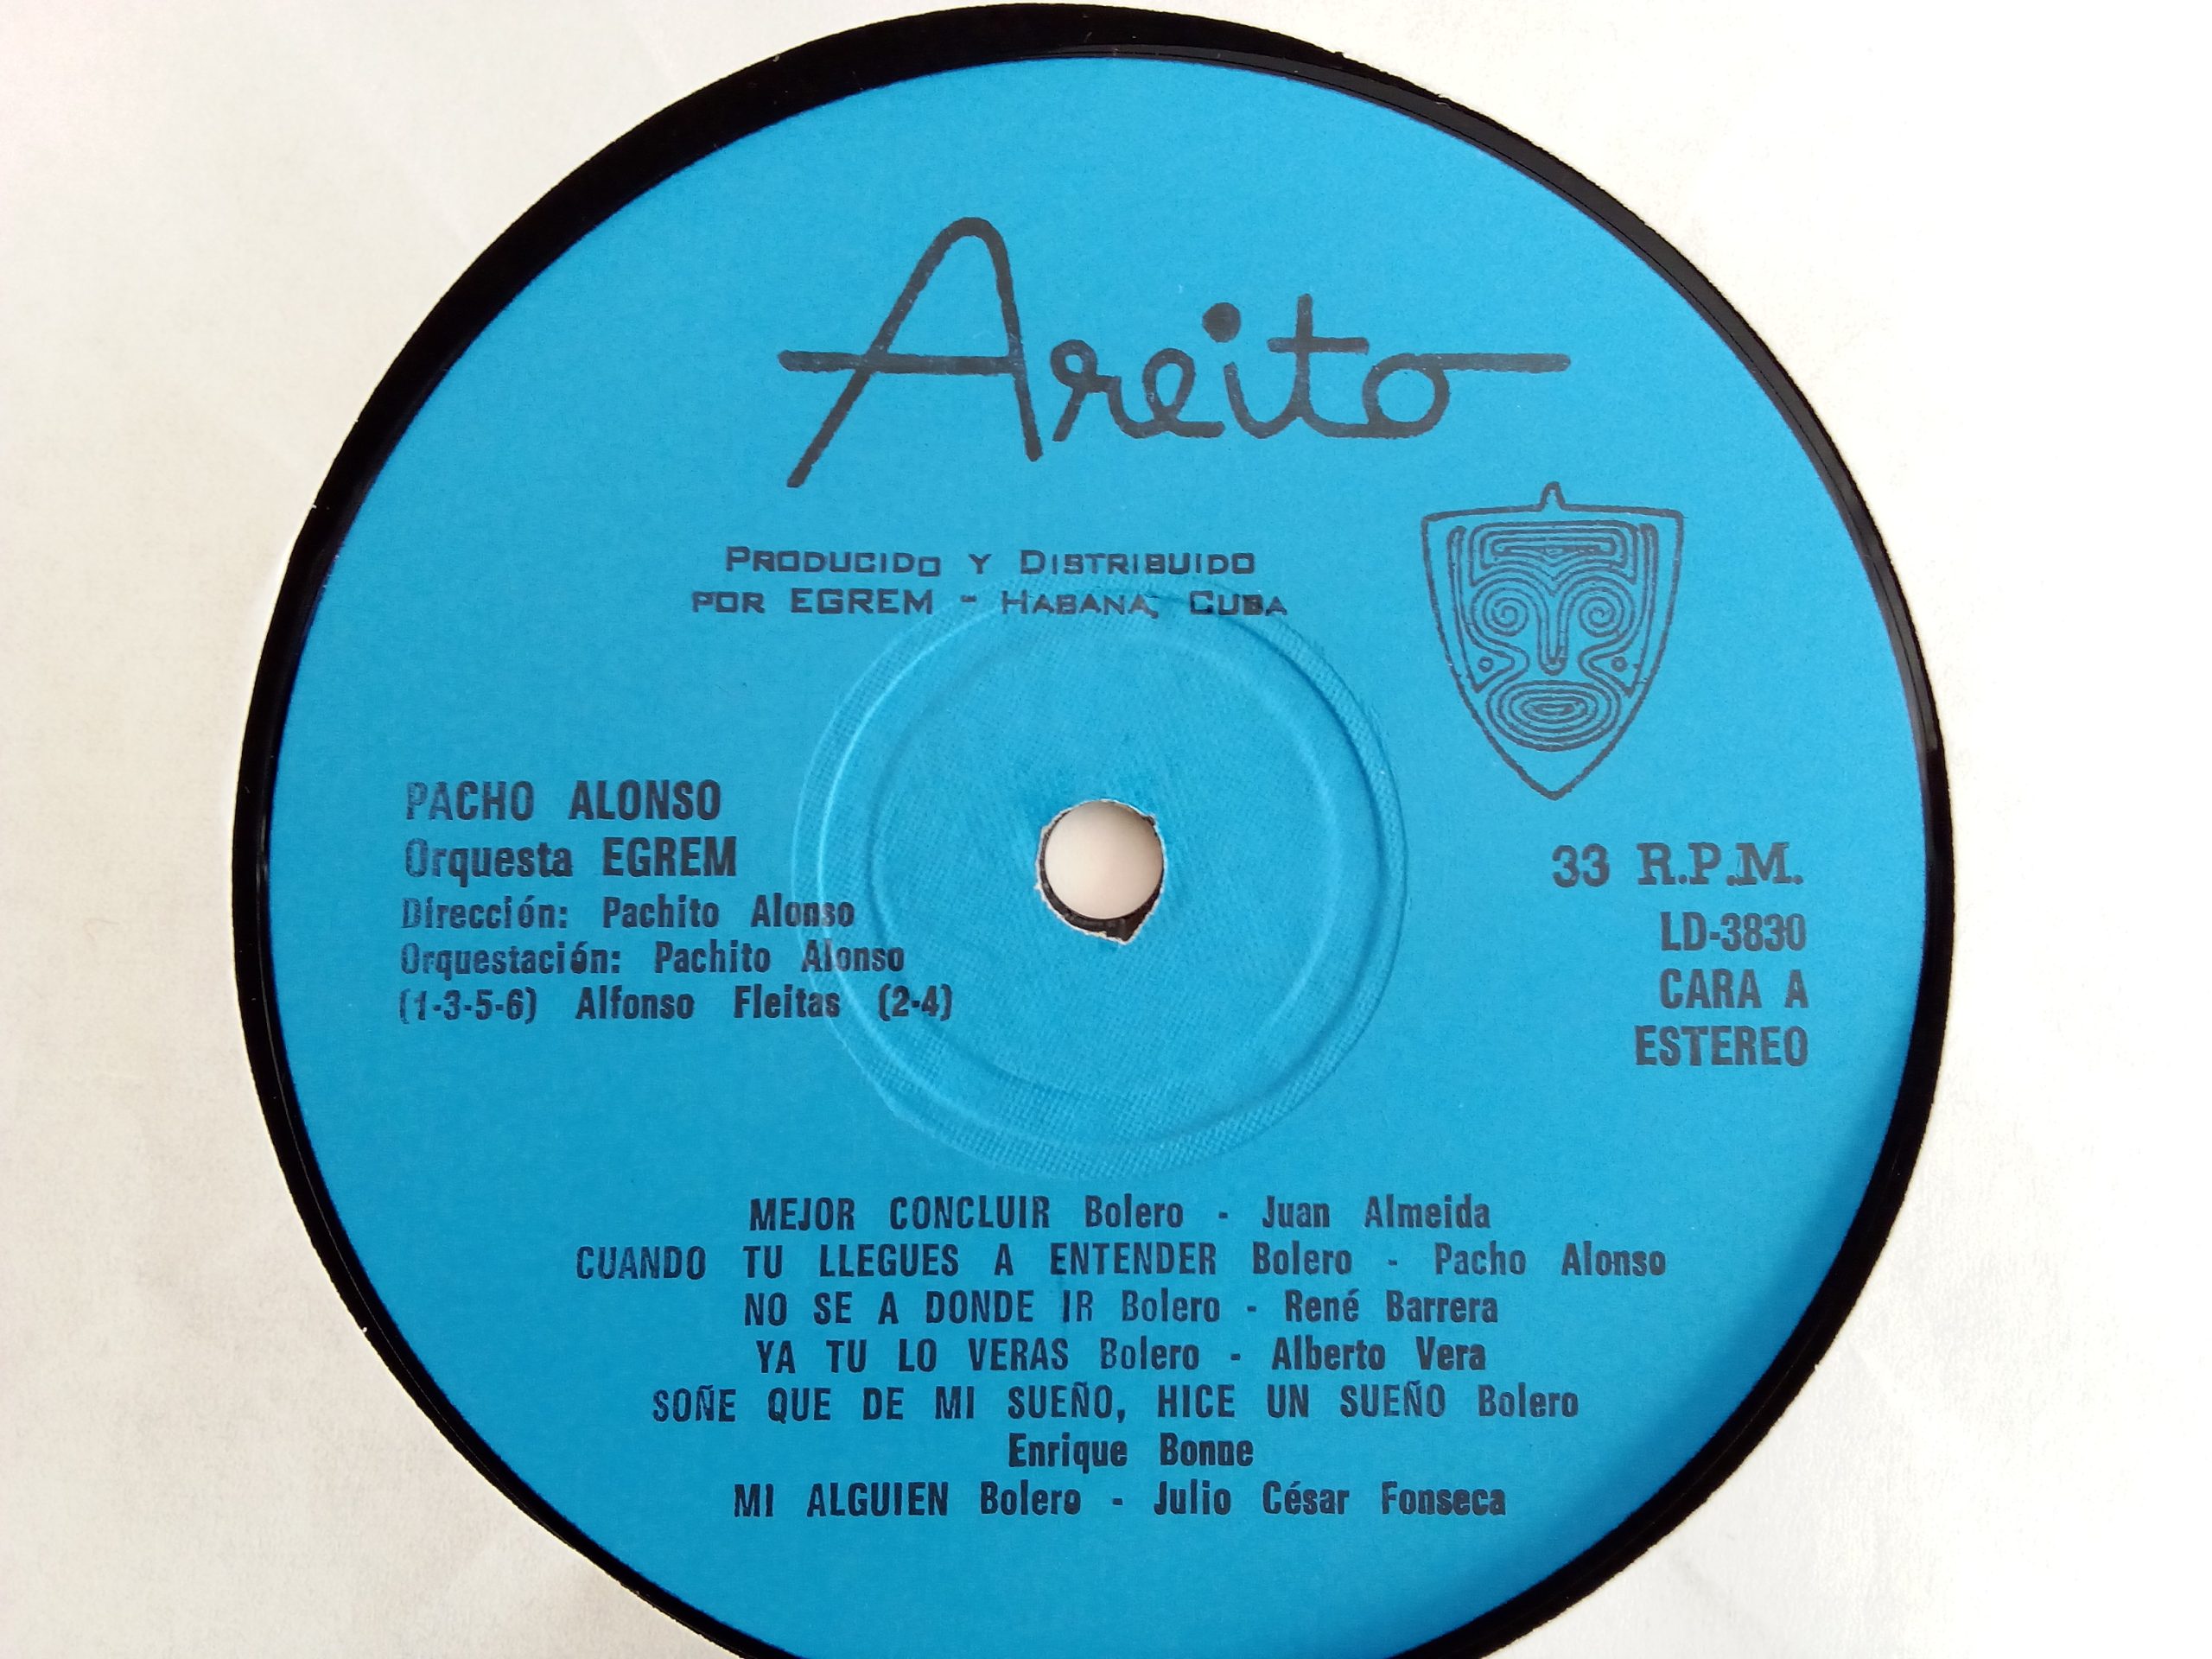 Areito
PRODUCIDO Y DISTRIBUIDO
POR EGREM - HABANA, CUBA
PACHO ALONSO
Orquesta EGREM
Dirección: Pachito Alonso
Orquestación: Pachito Alonso
(1-3-5-6) Alfonso Fleitas (2-4)
33 R.P.M.
LD-3830
CARA A
ESTEREO
MEJOR CONCLUIR Bolero - Juan Almeida
CUANDO TU LLEGUES A ENTENDER Bolero - Pacho Alonso
NO SE A DONDE IR Bolero - René Barrera
YA TU LO VERAS Bolero - Alberto Vera
SOÑE QUE DE MI SUEÑO, HICE UN SUEÑO Bolero
Enrique Bonne
MI ALGUIEN Bolero - Julio César Fonseca